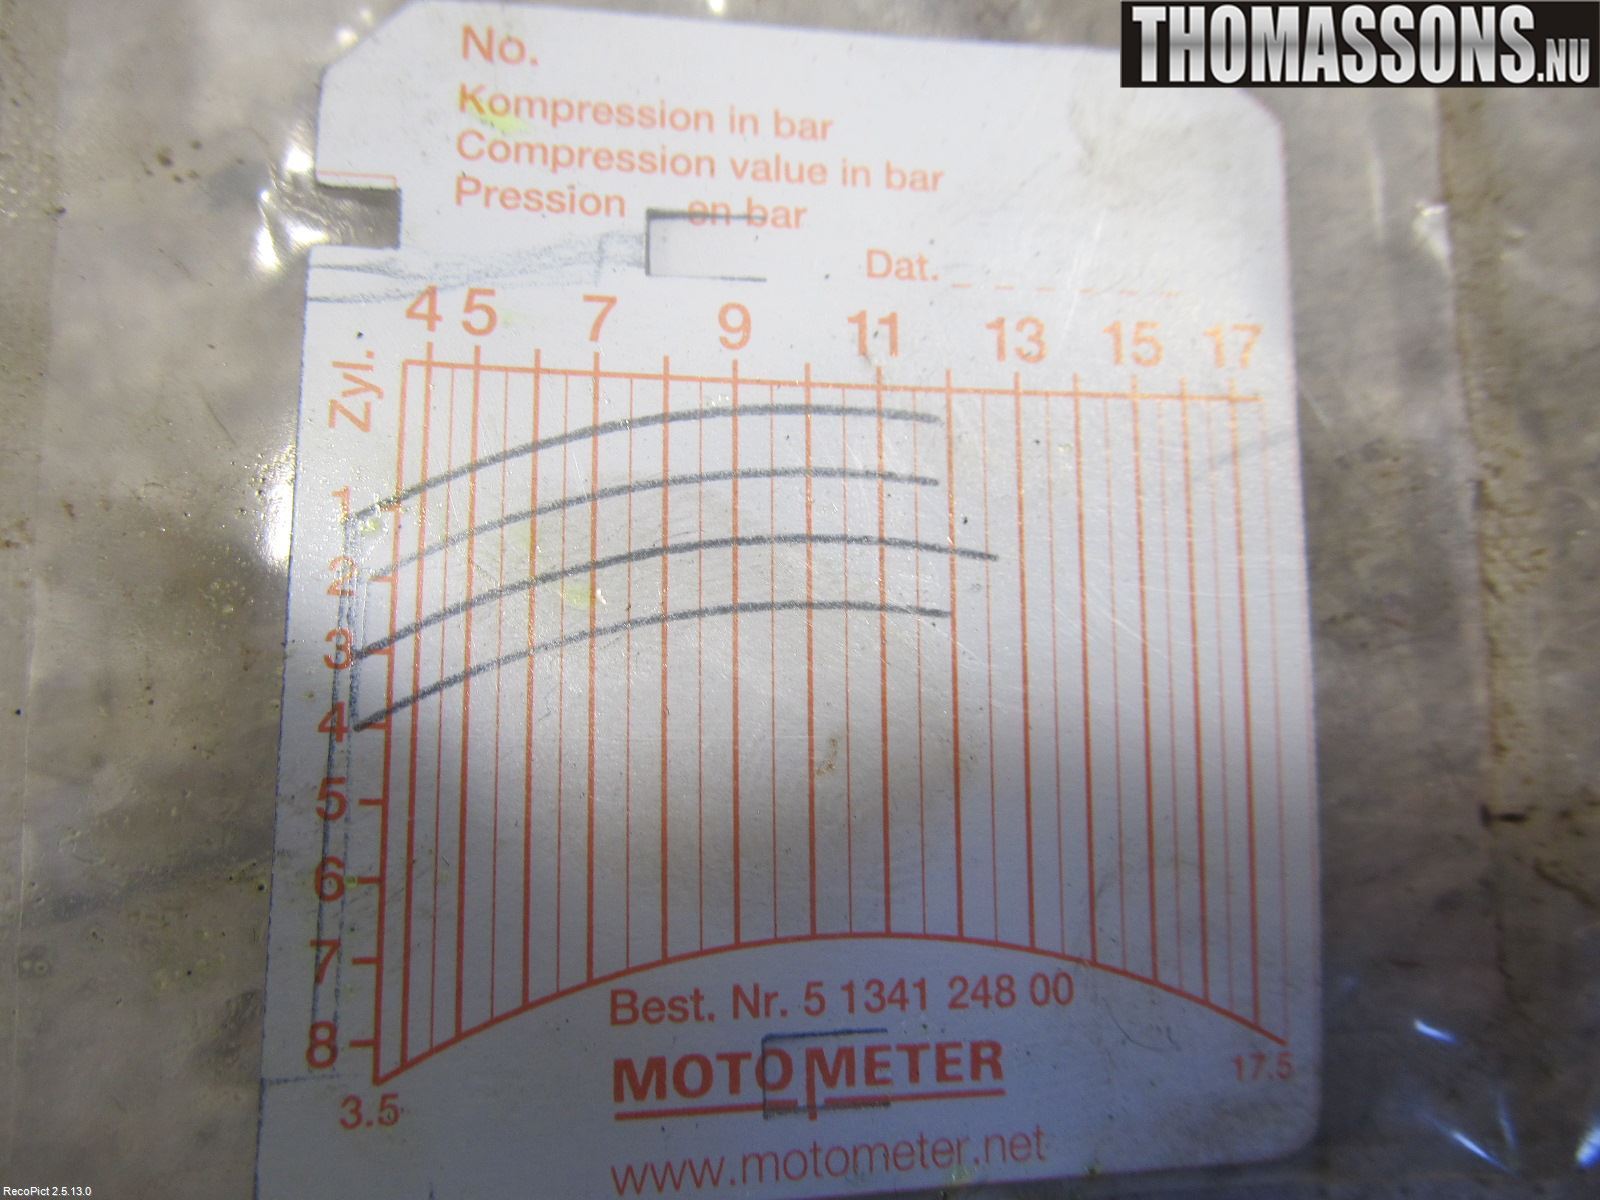 THOMASSONS.NU
No.
Kompression in bar
Compression value in bar
Pression en bar
Dat.
4 5 7 9 11 13 15 17
Zyl.
1
2
3
4
5
6
7
8
3.5
17.5
Best. Nr. 5 1341 248 00
MOTOMETER
www.motometer.net
RecoPict 2.5.13.0